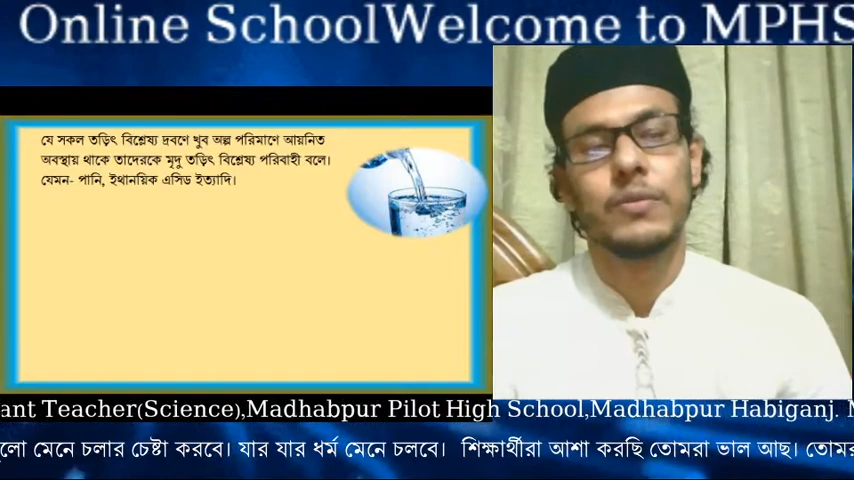 Online SchoolWelcome to MPHS
যে সকল তড়িৎ বিশ্লেষ্য দ্রবণে খুব অল্প পরিমাণে আয়নিত
অবস্থায় থাকে তাদেরকে মৃদু তড়িৎ বিশ্লেষ্য পরিবাহী বলে।
যেমন- পানি, ইথানয়িক এসিড ইত্যাদি।
ant Teacher(Science),Madhabpur Pilot High School,Madhabpur Habiganj.
লো মেনে চলার চেষ্টা করবে। যার যার ধর্ম মেনে চলবে। শিক্ষার্থীরা আশা করছি তোমরা ভাল আছ। তোমর